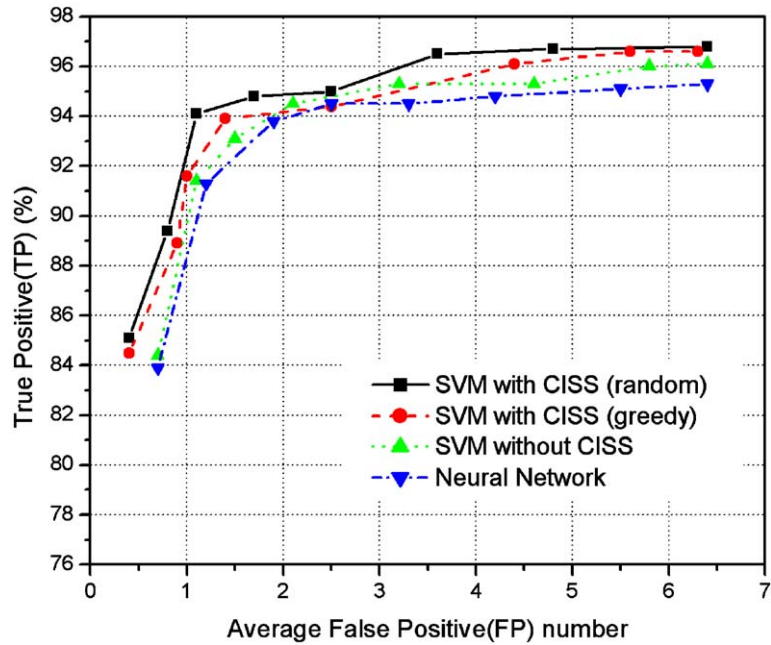 98
96
94
92
90
88
86
84
82
80
78
76
True Positive(TP) (%)
SVM with CISS (random)
SVM with CISS (greedy)
SVM without CISS
Neural Network
0 1 2 3 4 5 6 7
Average False Positive(FP) number